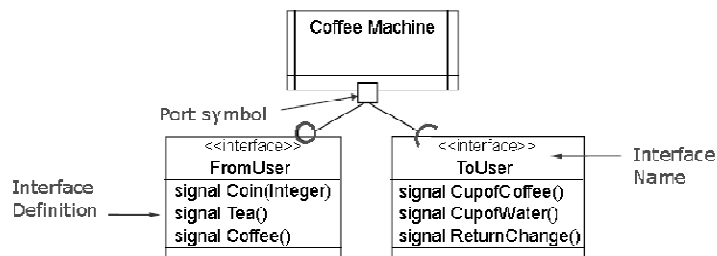 Coffee Machine
Port symbol
<<interface>>
FromUser
signal Coin(Integer)
signal Tea()
signal Coffee()
<<interface>>
ToUser
signal CupofCoffee()
signal CupofWater()
signal ReturnChange()
Interface
Definition
Interface
Name